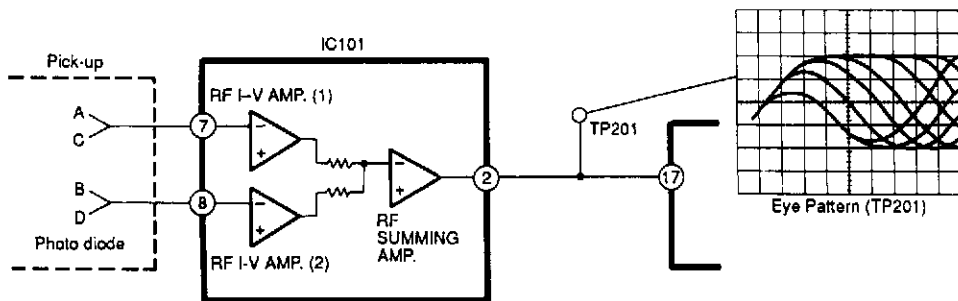 IC101
Pick-up
A
C
B
D
Photo diode
RF I-V AMP. (1)
7
−
+
8
−
+
RF I-V AMP. (2)
−
+
RF
SUMMING
AMP.
2
TP201
17
Eye Pattern (TP201)